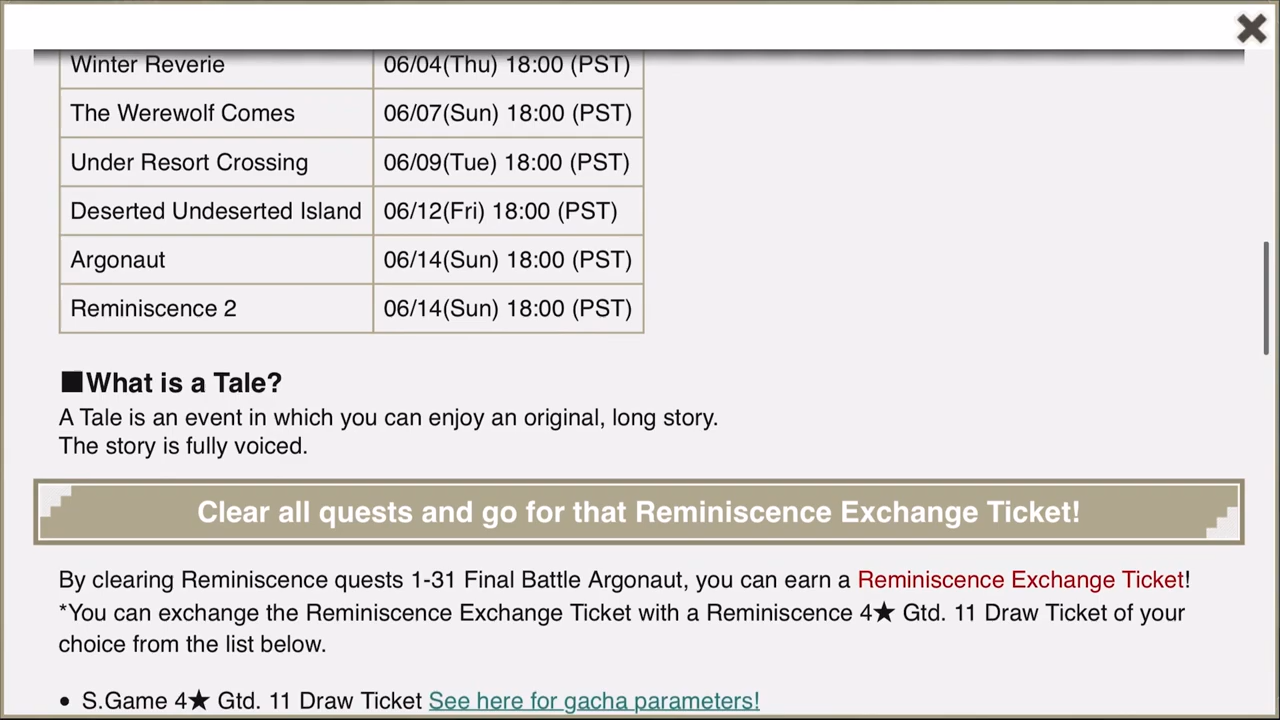 Winter Reverie 06/04(Thu) 18:00 (PST)
The Werewolf Comes 06/07(Sun) 18:00 (PST)
Under Resort Crossing 06/09(Tue) 18:00 (PST)
Deserted Undeserted Island 06/12(Fri) 18:00 (PST)
Argonaut 06/14(Sun) 18:00 (PST)
Reminiscence 2 06/14(Sun) 18:00 (PST)
■What is a Tale?
A Tale is an event in which you can enjoy an original, long story.
The story is fully voiced.
Clear all quests and go for that Reminiscence Exchange Ticket!
By clearing Reminiscence quests 1-31 Final Battle Argonaut, you can earn a Reminiscence Exchange Ticket!
*You can exchange the Reminiscence Exchange Ticket with a Reminiscence 4★ Gtd. 11 Draw Ticket of your
choice from the list below.
• S.Game 4★ Gtd. 11 Draw Ticket See here for gacha parameters!